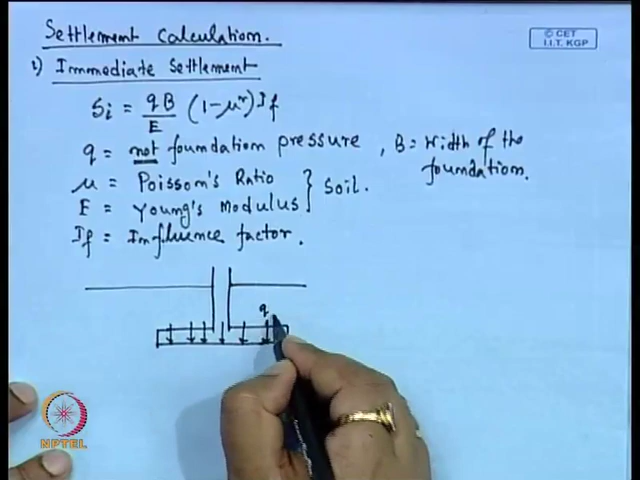 Settlement Calculation.
© CET
I.I.T. KGP
i) Immediate Settlement
Si = qB/E (1-μ²) If
q = not foundation pressure , B = Width of the foundation.
μ = Poisson's Ratio
E = Young's Modulus } Soil.
If = Influence factor.
q
NPTEL